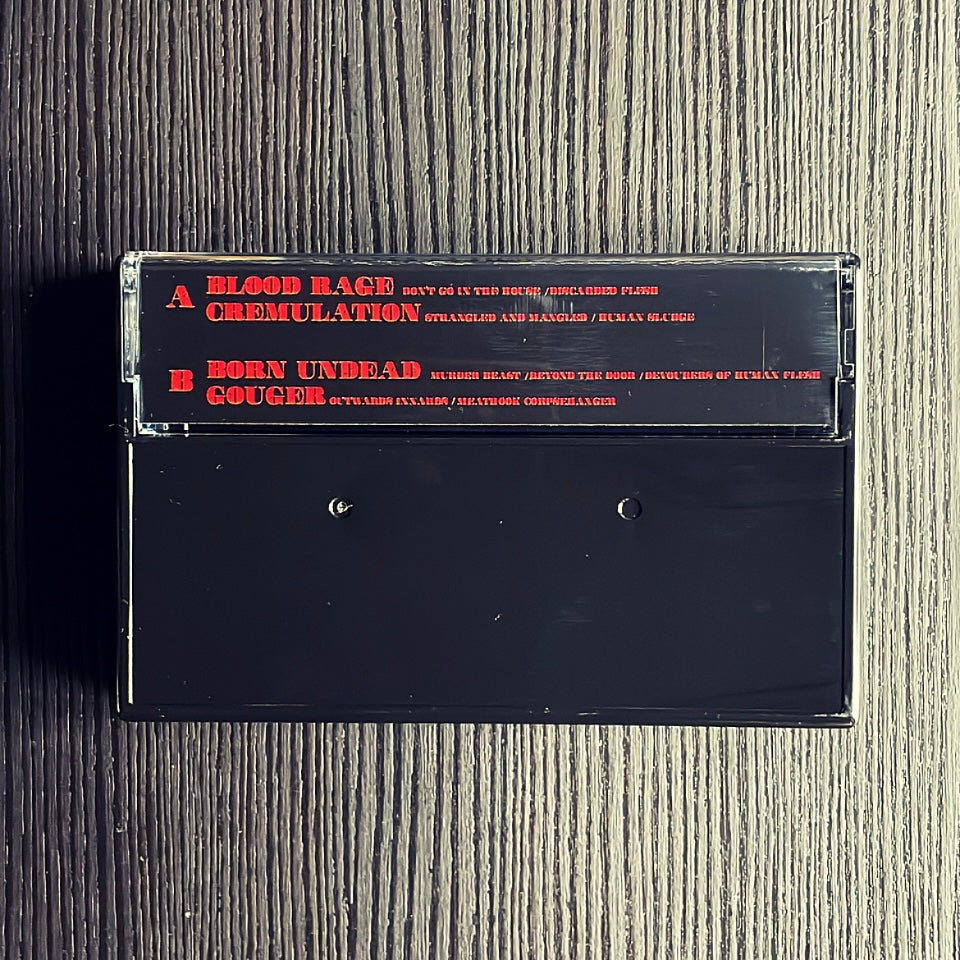 A BLOOD RAGE DON'T GO IN THE HOUSE / DISCARDED FLESH
CREMULATION STRANGLED AND MANGLED / HUMAN SLUDGE
B BORN UNDEAD MURDER BEAST / BEYOND THE DOOR / DEVOURERS OF HUMAN FLESH
GOUGER OUTWARDS INNARDS / MEATHOOK CORPSEHANGER